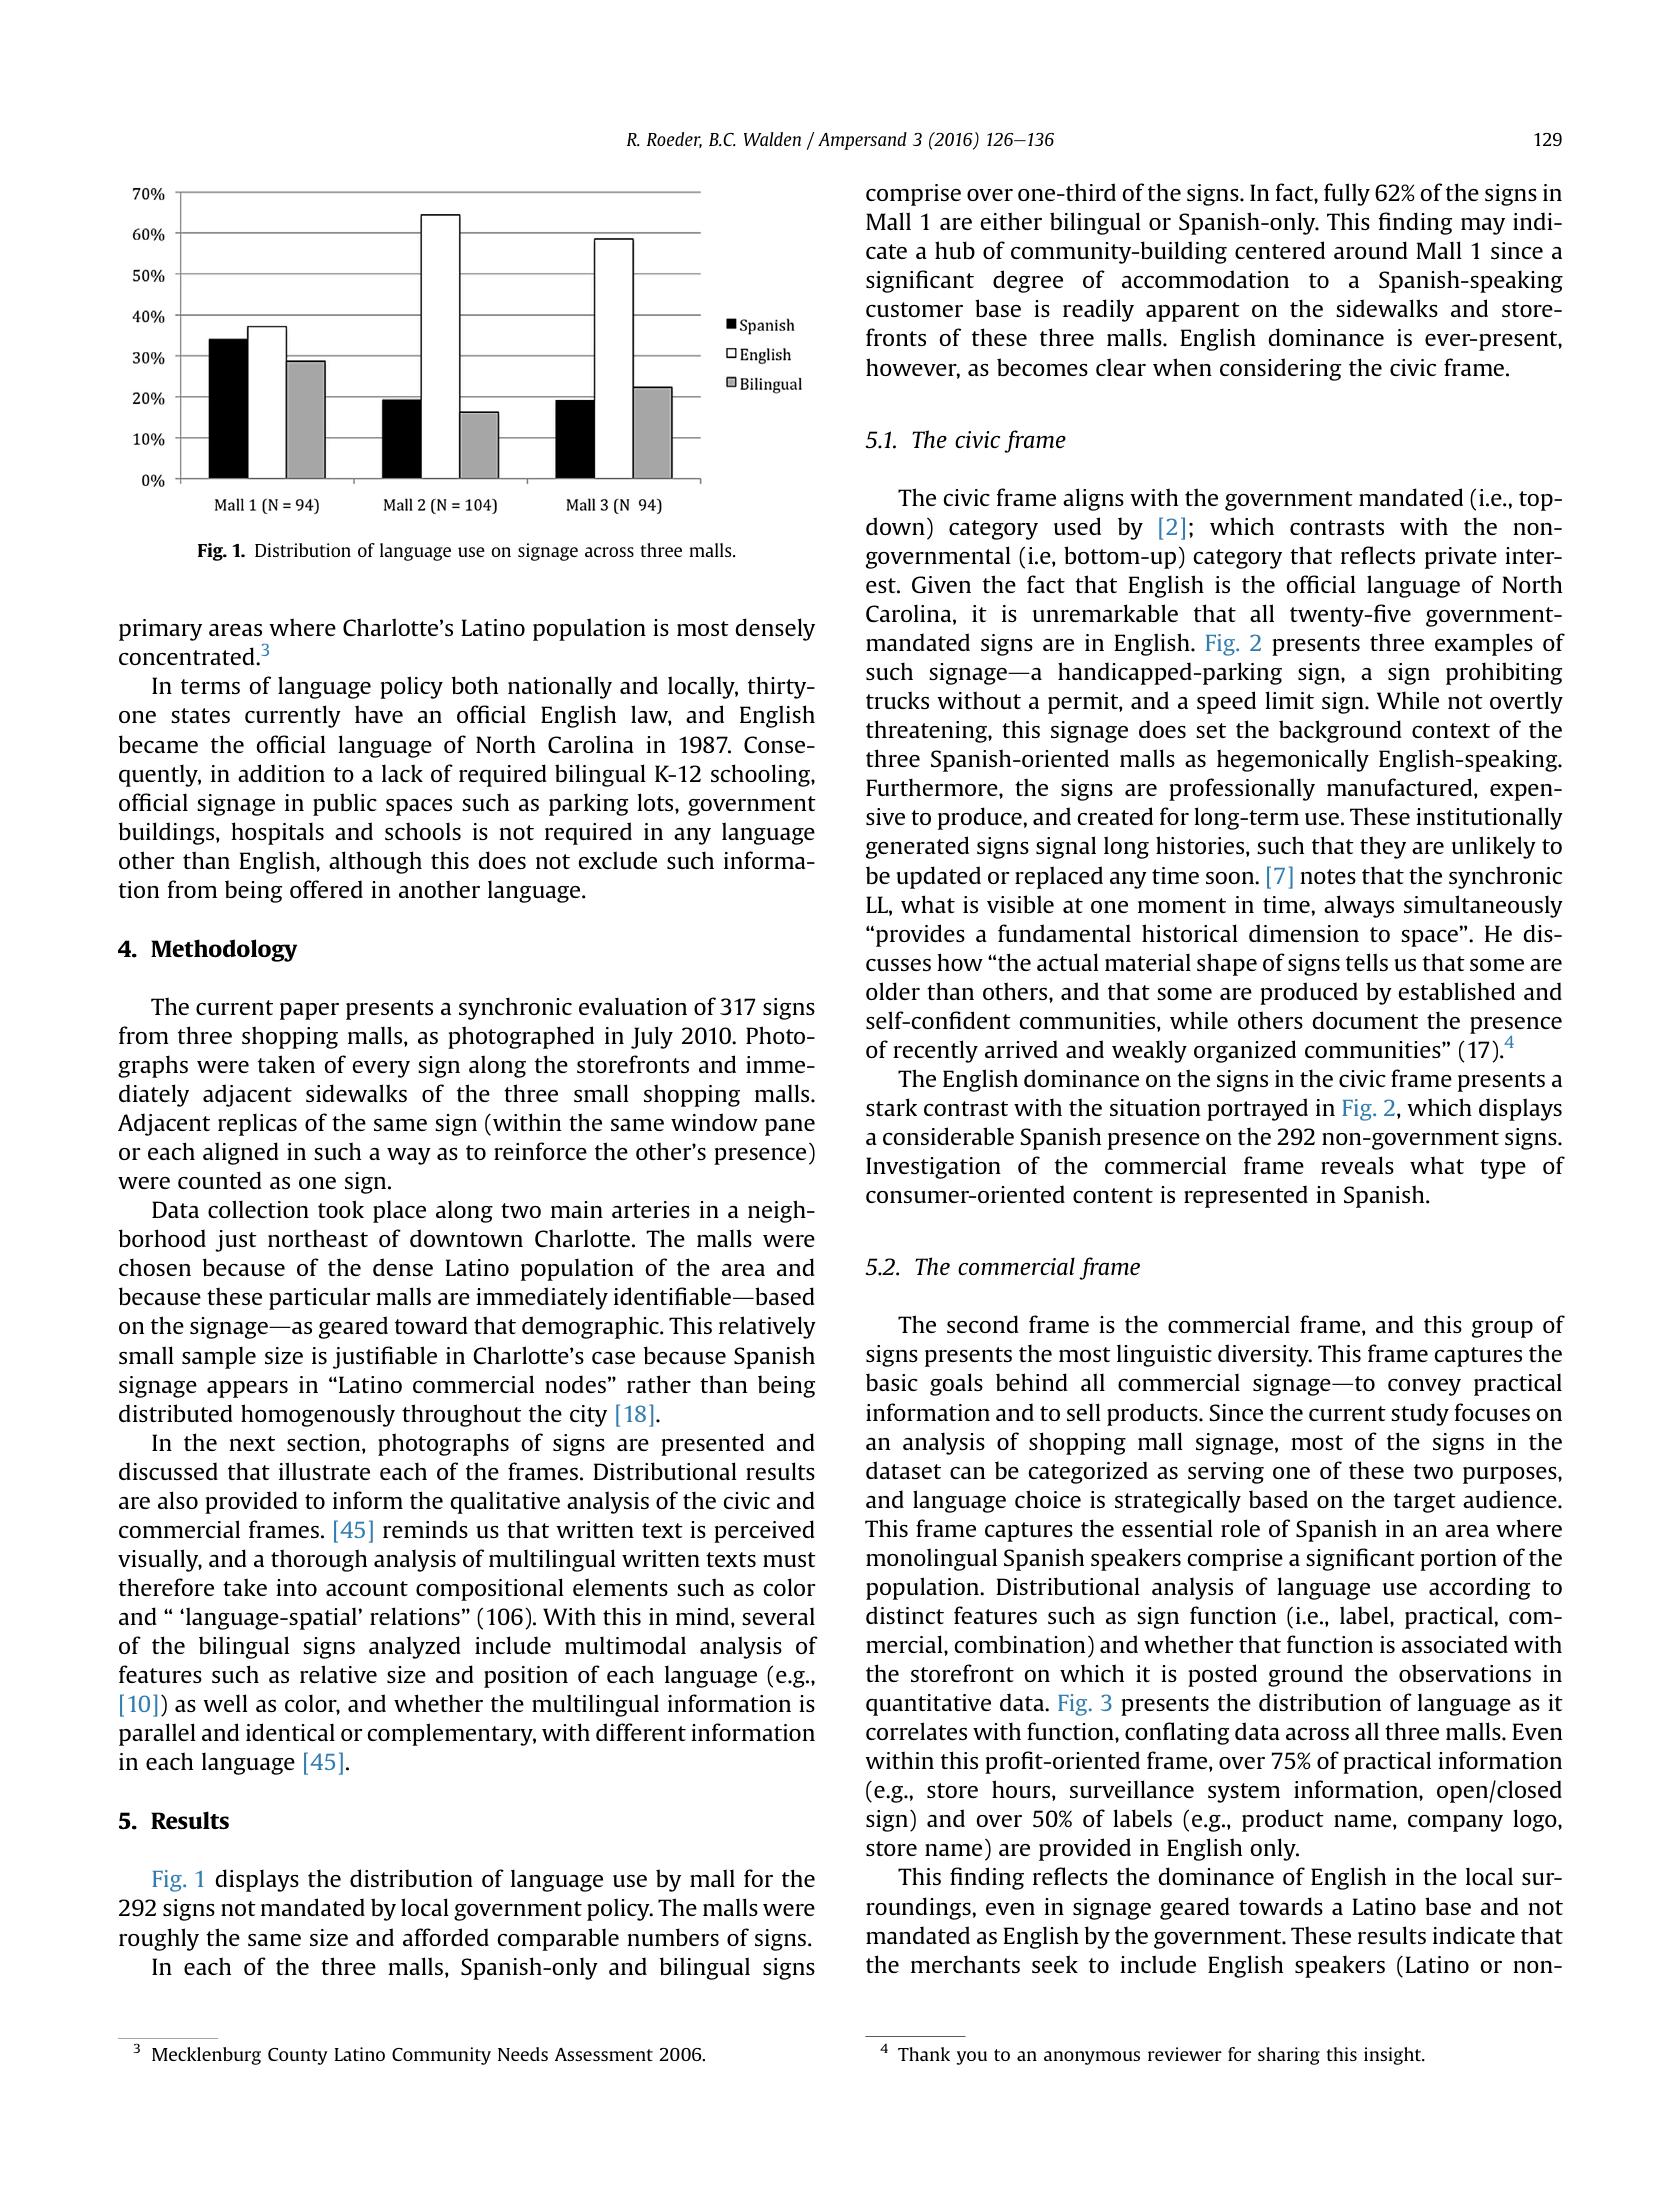 R. Roeder, B.C. Walden / Ampersand 3 (2016) 126–136
129
70%
60%
50%
40%
30%
20%
10%
0%
Spanish
English
Bilingual
Mall 1 (N = 94)
Mall 2 (N = 104)
Mall 3 (N 94)
Fig. 1. Distribution of language use on signage across three malls.
primary areas where Charlotte's Latino population is most densely
concentrated.3
In terms of language policy both nationally and locally, thirty-
one states currently have an official English law, and English
became the official language of North Carolina in 1987. Conse-
quently, in addition to a lack of required bilingual K-12 schooling,
official signage in public spaces such as parking lots, government
buildings, hospitals and schools is not required in any language
other than English, although this does not exclude such informa-
tion from being offered in another language.
4. Methodology
The current paper presents a synchronic evaluation of 317 signs
from three shopping malls, as photographed in July 2010. Photo-
graphs were taken of every sign along the storefronts and imme-
diately adjacent sidewalks of the three small shopping malls.
Adjacent replicas of the same sign (within the same window pane
or each aligned in such a way as to reinforce the other's presence)
were counted as one sign.
Data collection took place along two main arteries in a neigh-
borhood just northeast of downtown Charlotte. The malls were
chosen because of the dense Latino population of the area and
because these particular malls are immediately identifiable—based
on the signage—as geared toward that demographic. This relatively
small sample size is justifiable in Charlotte's case because Spanish
signage appears in “Latino commercial nodes” rather than being
distributed homogenously throughout the city [18].
In the next section, photographs of signs are presented and
discussed that illustrate each of the frames. Distributional results
are also provided to inform the qualitative analysis of the civic and
commercial frames. [45] reminds us that written text is perceived
visually, and a thorough analysis of multilingual written texts must
therefore take into account compositional elements such as color
and “ ‘language-spatial’ relations” (106). With this in mind, several
of the bilingual signs analyzed include multimodal analysis of
features such as relative size and position of each language (e.g.,
[10]) as well as color, and whether the multilingual information is
parallel and identical or complementary, with different information
in each language [45].
5. Results
Fig. 1 displays the distribution of language use by mall for the
292 signs not mandated by local government policy. The malls were
roughly the same size and afforded comparable numbers of signs.
In each of the three malls, Spanish-only and bilingual signs
3 Mecklenburg County Latino Community Needs Assessment 2006.
comprise over one-third of the signs. In fact, fully 62% of the signs in
Mall 1 are either bilingual or Spanish-only. This finding may indi-
cate a hub of community-building centered around Mall 1 since a
significant degree of accommodation to a Spanish-speaking
customer base is readily apparent on the sidewalks and store-
fronts of these three malls. English dominance is ever-present,
however, as becomes clear when considering the civic frame.
5.1. The civic frame
The civic frame aligns with the government mandated (i.e., top-
down) category used by [2]; which contrasts with the non-
governmental (i.e, bottom-up) category that reflects private inter-
est. Given the fact that English is the official language of North
Carolina, it is unremarkable that all twenty-five government-
mandated signs are in English. Fig. 2 presents three examples of
such signage—a handicapped-parking sign, a sign prohibiting
trucks without a permit, and a speed limit sign. While not overtly
threatening, this signage does set the background context of the
three Spanish-oriented malls as hegemonically English-speaking.
Furthermore, the signs are professionally manufactured, expen-
sive to produce, and created for long-term use. These institutionally
generated signs signal long histories, such that they are unlikely to
be updated or replaced any time soon. [7] notes that the synchronic
LL, what is visible at one moment in time, always simultaneously
“provides a fundamental historical dimension to space”. He dis-
cusses how “the actual material shape of signs tells us that some are
older than others, and that some are produced by established and
self-confident communities, while others document the presence
of recently arrived and weakly organized communities” (17).4
The English dominance on the signs in the civic frame presents a
stark contrast with the situation portrayed in Fig. 2, which displays
a considerable Spanish presence on the 292 non-government signs.
Investigation of the commercial frame reveals what type of
consumer-oriented content is represented in Spanish.
5.2. The commercial frame
The second frame is the commercial frame, and this group of
signs presents the most linguistic diversity. This frame captures the
basic goals behind all commercial signage—to convey practical
information and to sell products. Since the current study focuses on
an analysis of shopping mall signage, most of the signs in the
dataset can be categorized as serving one of these two purposes,
and language choice is strategically based on the target audience.
This frame captures the essential role of Spanish in an area where
monolingual Spanish speakers comprise a significant portion of the
population. Distributional analysis of language use according to
distinct features such as sign function (i.e., label, practical, com-
mercial, combination) and whether that function is associated with
the storefront on which it is posted ground the observations in
quantitative data. Fig. 3 presents the distribution of language as it
correlates with function, conflating data across all three malls. Even
within this profit-oriented frame, over 75% of practical information
(e.g., store hours, surveillance system information, open/closed
sign) and over 50% of labels (e.g., product name, company logo,
store name) are provided in English only.
This finding reflects the dominance of English in the local sur-
roundings, even in signage geared towards a Latino base and not
mandated as English by the government. These results indicate that
the merchants seek to include English speakers (Latino or non-
4 Thank you to an anonymous reviewer for sharing this insight.